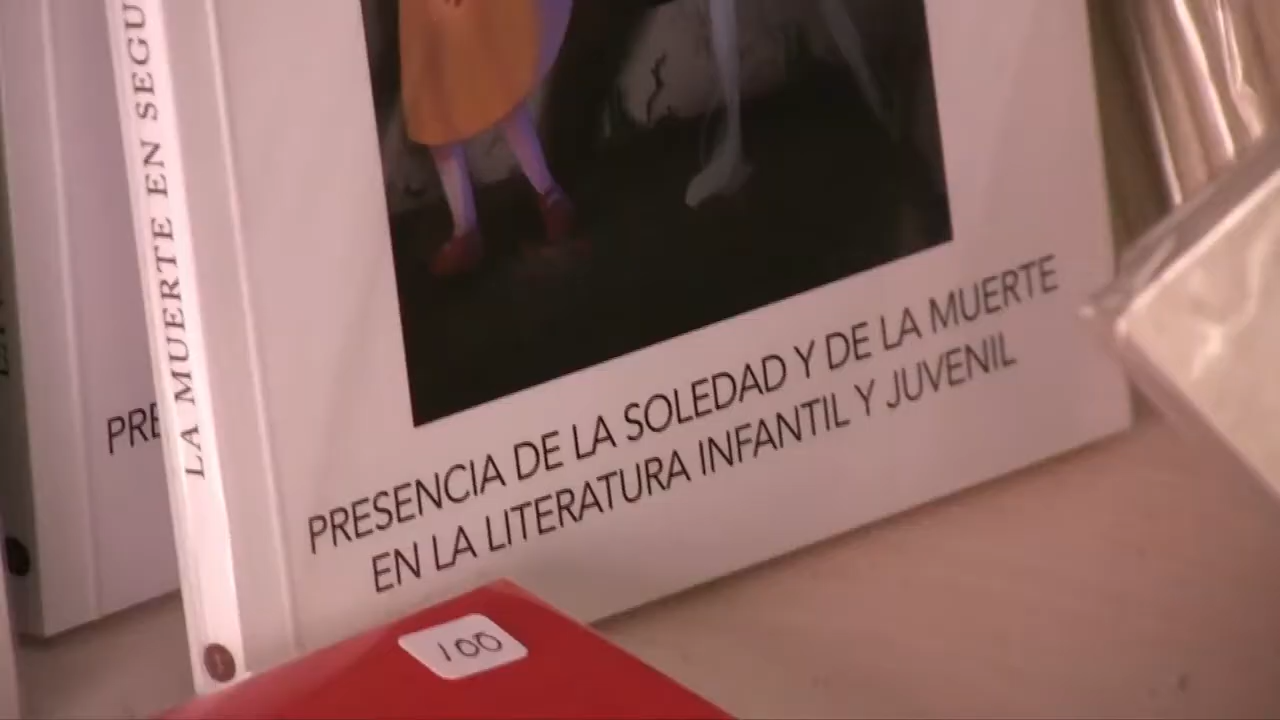 LA MUERTE EN SEGU
PRE
PRESENCIA DE LA SOLEDAD Y DE LA MUERTE
EN LA LITERATURA INFANTIL Y JUVENIL
100